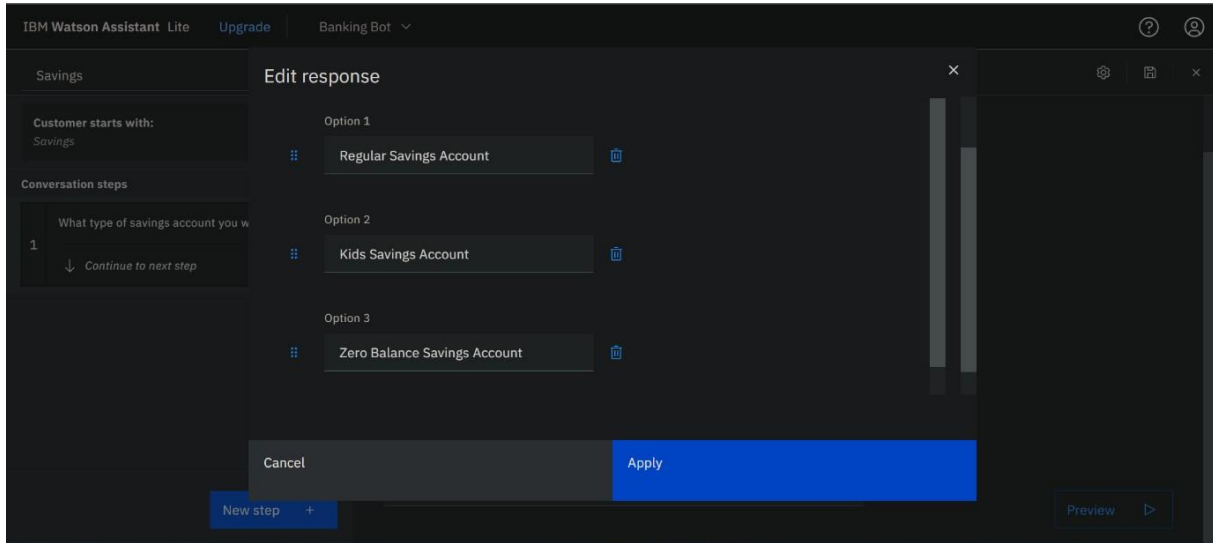 IBM Watson Assistant Lite Upgrade Banking Bot
Savings
Edit response
Customer starts with:
Savings
Conversation steps
1
What type of savings account you w
Continue to next step
Option 1
Regular Savings Account
Option 2
Kids Savings Account
Option 3
Zero Balance Savings Account
Cancel
Apply
New step +
Preview